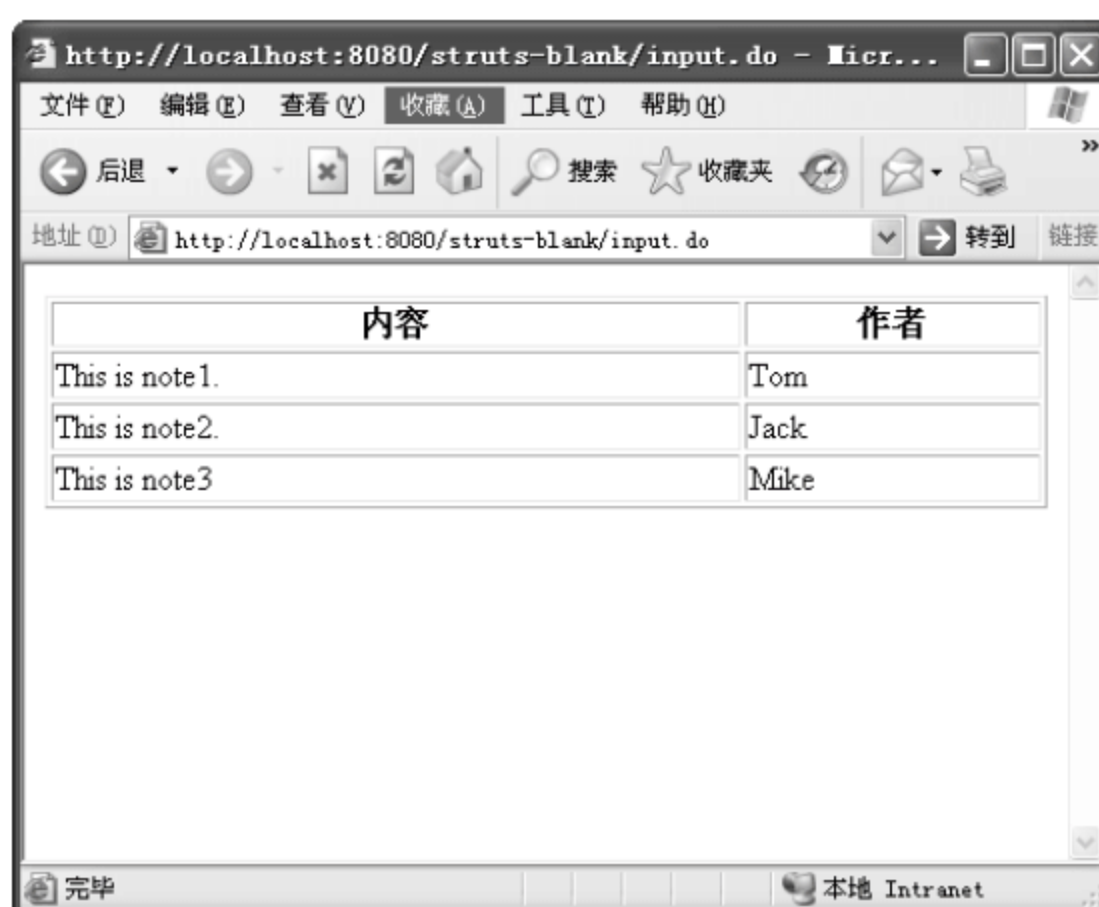 http://localhost:8080/struts-blank/input.do - Micr...
文件(F) 编辑(E) 查看(V) 收藏(A) 工具(T) 帮助(H)
后退 搜索 收藏夹 »
地址(D) http://localhost:8080/struts-blank/input.do 转到 链接
内容 作者
This is note1. Tom
This is note2. Jack
This is note3 Mike
完毕 本地 Intranet